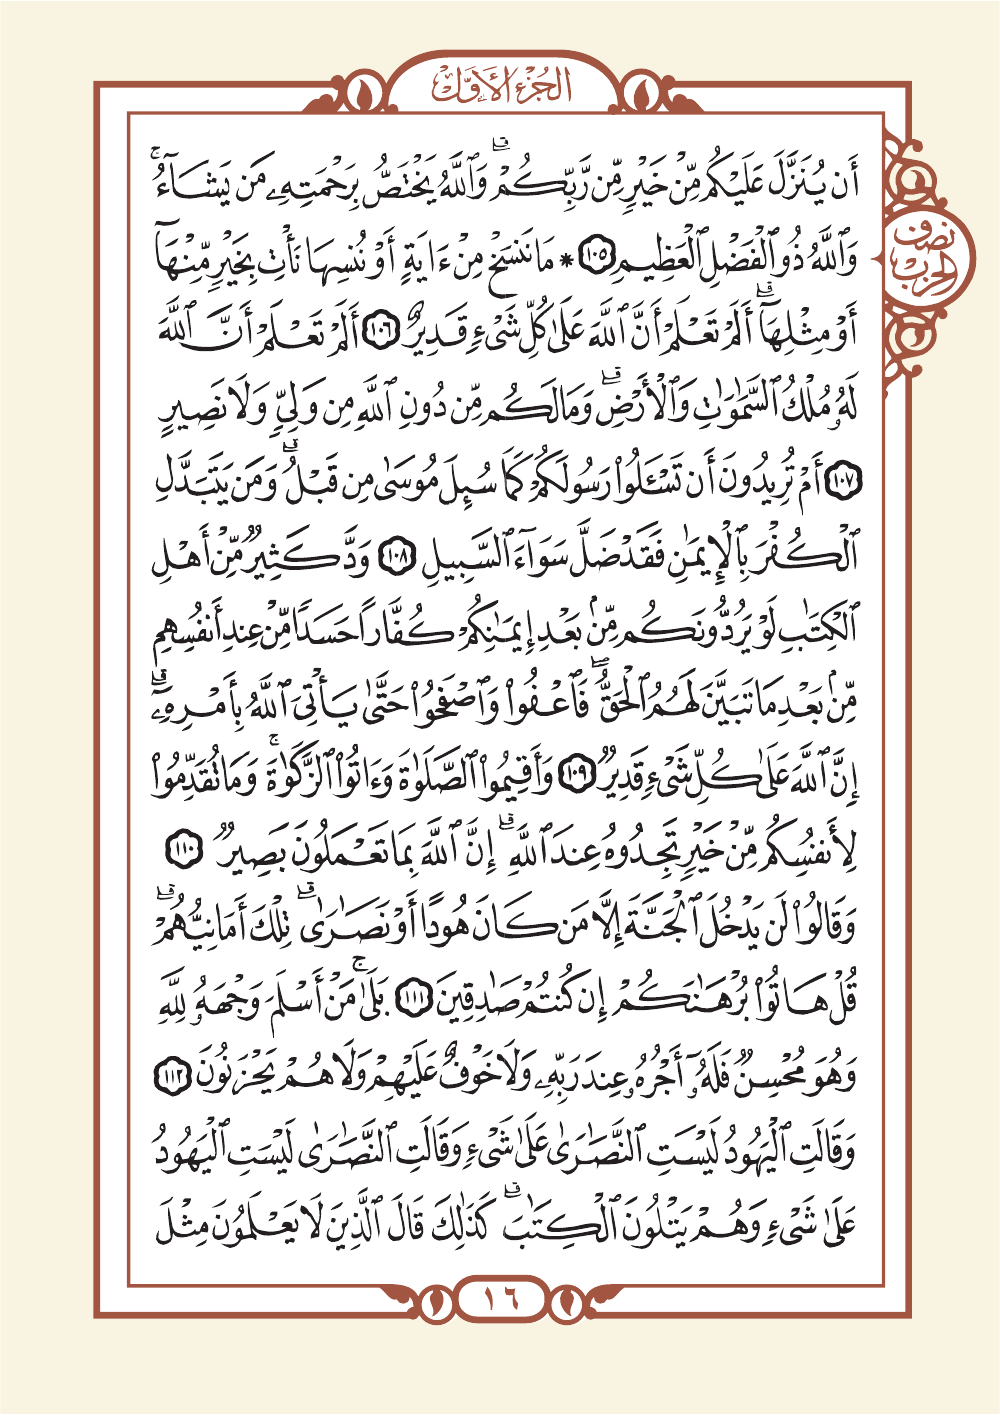 الجزء الأول
أَن يُنَزَّلَ عَلَيْكُم مِّنْ خَيْرٍ مِّن رَّبِّكُمْ ۗ وَٱللَّهُ يَخْتَصُّ بِرَحْمَتِهِۦ مَن يَشَآءُ ۚ
وَٱللَّهُ ذُو ٱلْفَضْلِ ٱلْعَظِيمِ ١٠٥ * مَا نَنسَخْ مِنْ ءَايَةٍ أَوْ نُنسِهَا نَأْتِ بِخَيْرٍ مِّنْهَآ
نصف
الحزب
أَوْ مِثْلِهَآ ۗ أَلَمْ تَعْلَمْ أَنَّ ٱللَّهَ عَلَىٰ كُلِّ شَىْءٍ قَدِيرٌ ١٠٦ أَلَمْ تَعْلَمْ أَنَّ ٱللَّهَ
لَهُۥ مُلْكُ ٱلسَّمَٰوَٰتِ وَٱلْأَرْضِ ۗ وَمَا لَكُم مِّن دُونِ ٱللَّهِ مِن وَلِىٍّ وَلَا نَصِيرٍ
١٠٧ أَمْ تُرِيدُونَ أَن تَسْـَٔلُوا۟ رَسُولَكُمْ كَمَا سُئِلَ مُوسَىٰ مِن قَبْلُ ۗ وَمَن يَتَبَدَّلِ
ٱلْكُفْرَ بِٱلْإِيمَٰنِ فَقَدْ ضَلَّ سَوَآءَ ٱلسَّبِيلِ ١٠٨ وَدَّ كَثِيرٌ مِّنْ أَهْلِ
ٱلْكِتَٰبِ لَوْ يَرُدُّونَكُم مِّنۢ بَعْدِ إِيمَٰنِكُمْ كُفَّارًا حَسَدًا مِّنْ عِندِ أَنفُسِهِم
مِّنۢ بَعْدِ مَا تَبَيَّنَ لَهُمُ ٱلْحَقُّ ۖ فَٱعْفُوا۟ وَٱصْفَحُوا۟ حَتَّىٰ يَأْتِىَ ٱللَّهُ بِأَمْرِهِۦٓ ۗ
إِنَّ ٱللَّهَ عَلَىٰ كُلِّ شَىْءٍ قَدِيرٌ ١٠٩ وَأَقِيمُوا۟ ٱلصَّلَوٰةَ وَءَاتُوا۟ ٱلزَّكَوٰةَ ۚ وَمَا تُقَدِّمُوا۟
لِأَنفُسِكُم مِّنْ خَيْرٍ تَجِدُوهُ عِندَ ٱللَّهِ ۗ إِنَّ ٱللَّهَ بِمَا تَعْمَلُونَ بَصِيرٌ ١١٠
وَقَالُوا۟ لَن يَدْخُلَ ٱلْجَنَّةَ إِلَّا مَن كَانَ هُودًا أَوْ نَصَٰرَىٰ ۗ تِلْكَ أَمَانِيُّهُمْ ۗ
قُلْ هَاتُوا۟ بُرْهَٰنَكُمْ إِن كُنتُمْ صَٰدِقِينَ ١١١ بَلَىٰ ۚ مَنْ أَسْلَمَ وَجْهَهُۥ لِلَّهِ
وَهُوَ مُحْسِنٌ فَلَهُۥٓ أَجْرُهُۥ عِندَ رَبِّهِۦ وَلَا خَوْفٌ عَلَيْهِمْ وَلَا هُمْ يَحْزَنُونَ ١١٢
وَقَالَتِ ٱلْيَهُودُ لَيْسَتِ ٱلنَّصَٰرَىٰ عَلَىٰ شَىْءٍ وَقَالَتِ ٱلنَّصَٰرَىٰ لَيْسَتِ ٱلْيَهُودُ
عَلَىٰ شَىْءٍ وَهُمْ يَتْلُونَ ٱلْكِتَٰبَ ۗ كَذَٰلِكَ قَالَ ٱلَّذِينَ لَا يَعْلَمُونَ مِثْلَ
١٦